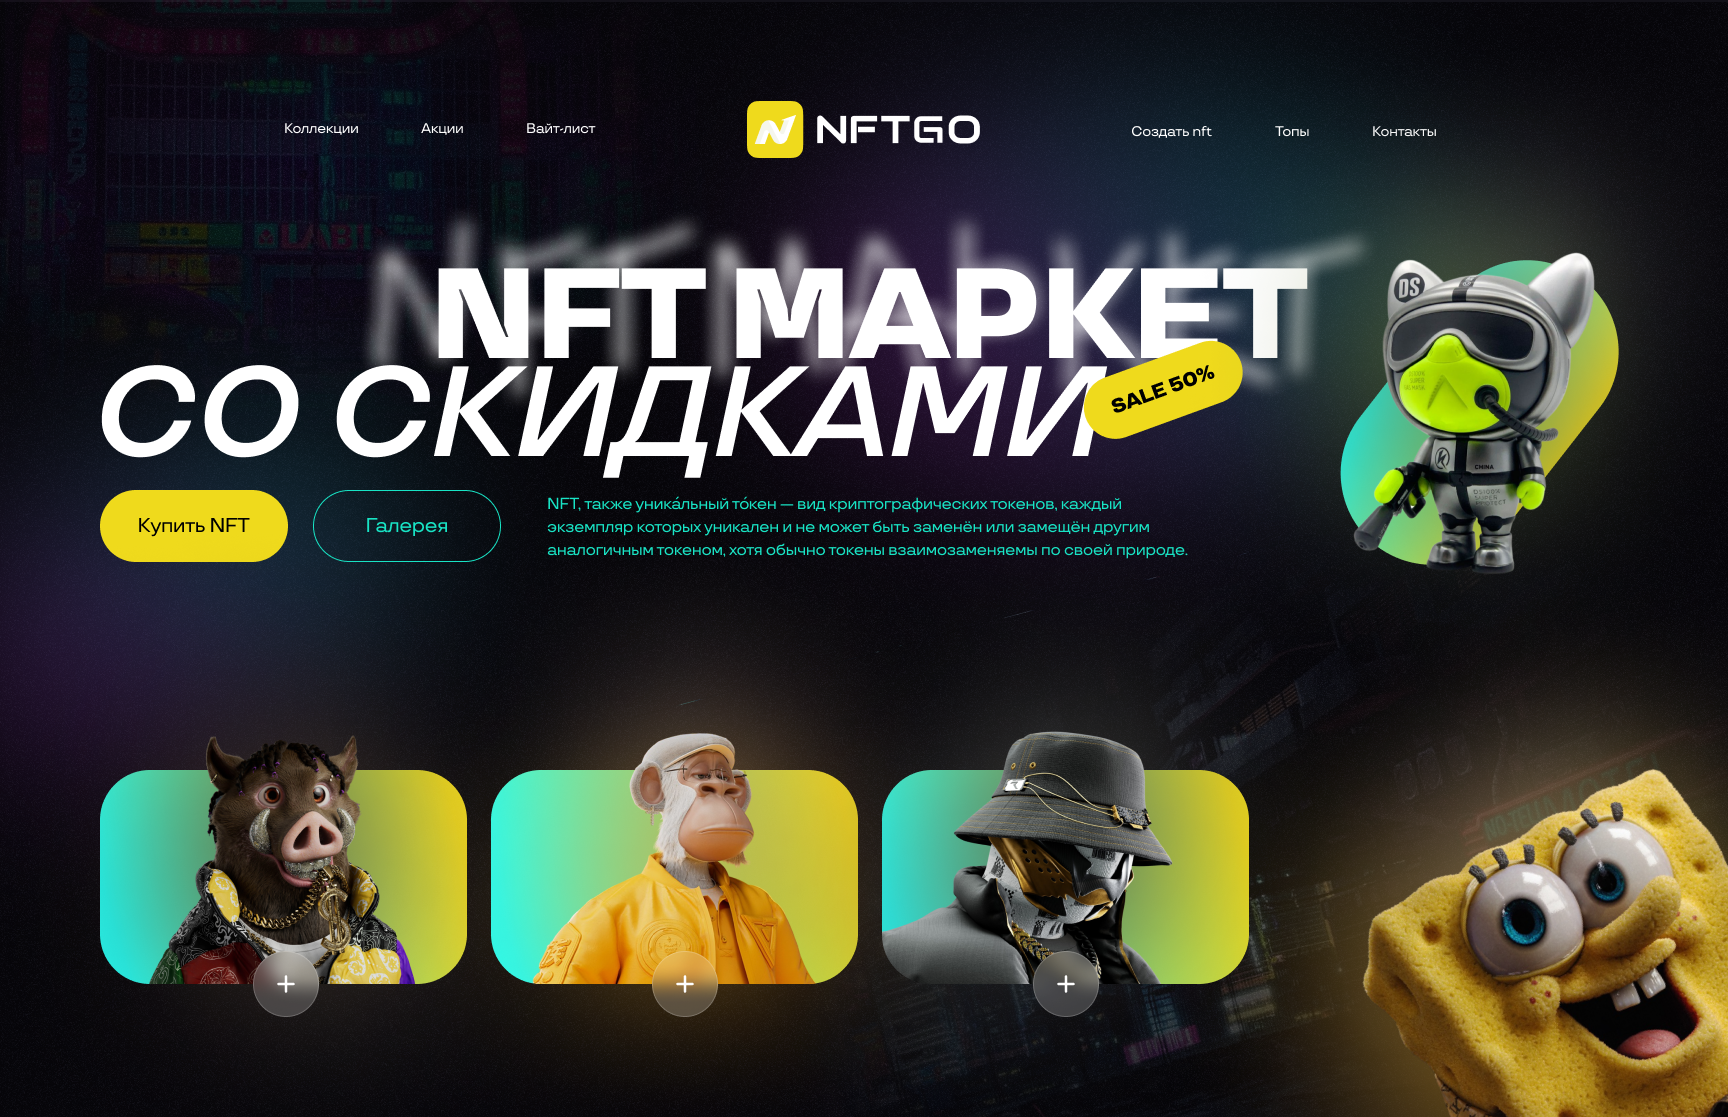 Коллекции
Акции
Вайт-лист
NFTGO
Создать nft
Топы
Контакты
NFT МАРКЕТ
СО СКИДКАМИ
SALE 50%
DS
CHINA
Купить NFT
Галерея
NFT, также уника́льный то́кен — вид криптографических токенов, каждый
экземпляр которых уникален и не может быть заменён или замещён другим
аналогичным токеном, хотя обычно токены взаимозаменяемы по своей природе.